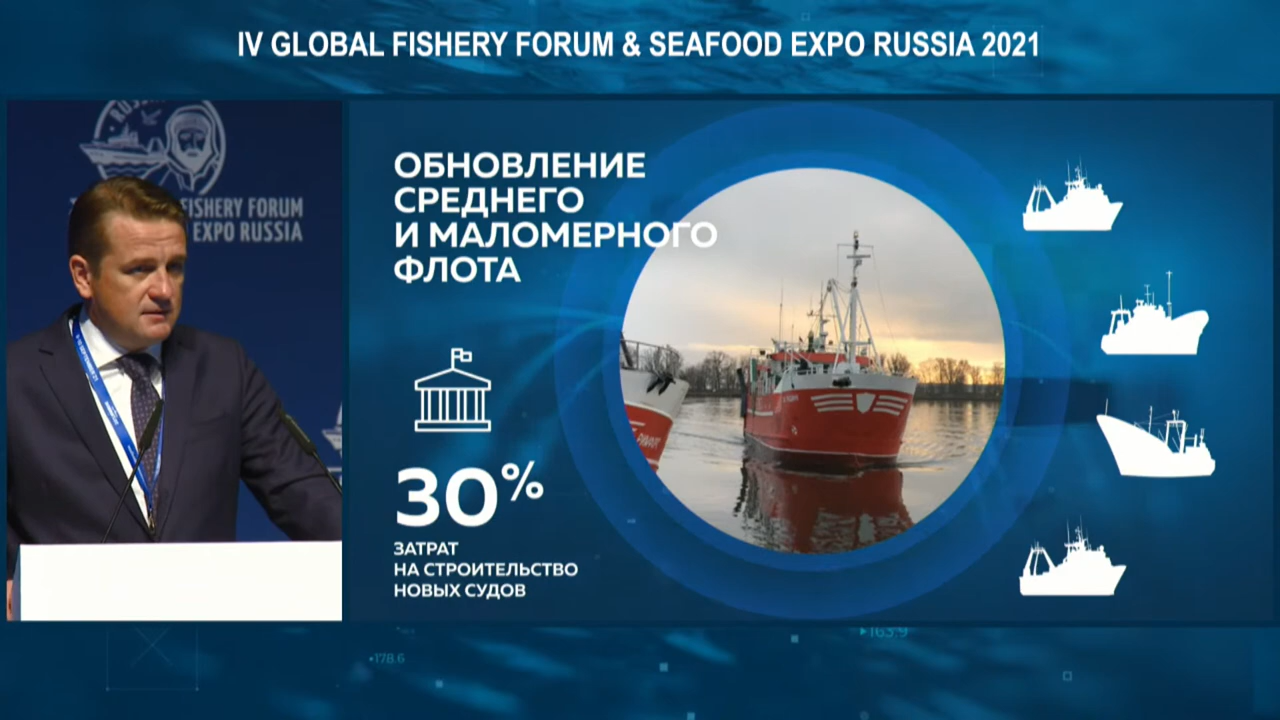 IV GLOBAL FISHERY FORUM & SEAFOOD EXPO RUSSIA 2021
FISHERY FORUM
EXPO RUSSIA
ОБНОВЛЕНИЕ
СРЕДНЕГО
И МАЛОМЕРНОГО
ФЛОТА
30%
ЗАТРАТ
НА СТРОИТЕЛЬСТВО
НОВЫХ СУДОВ
178.6
163.9